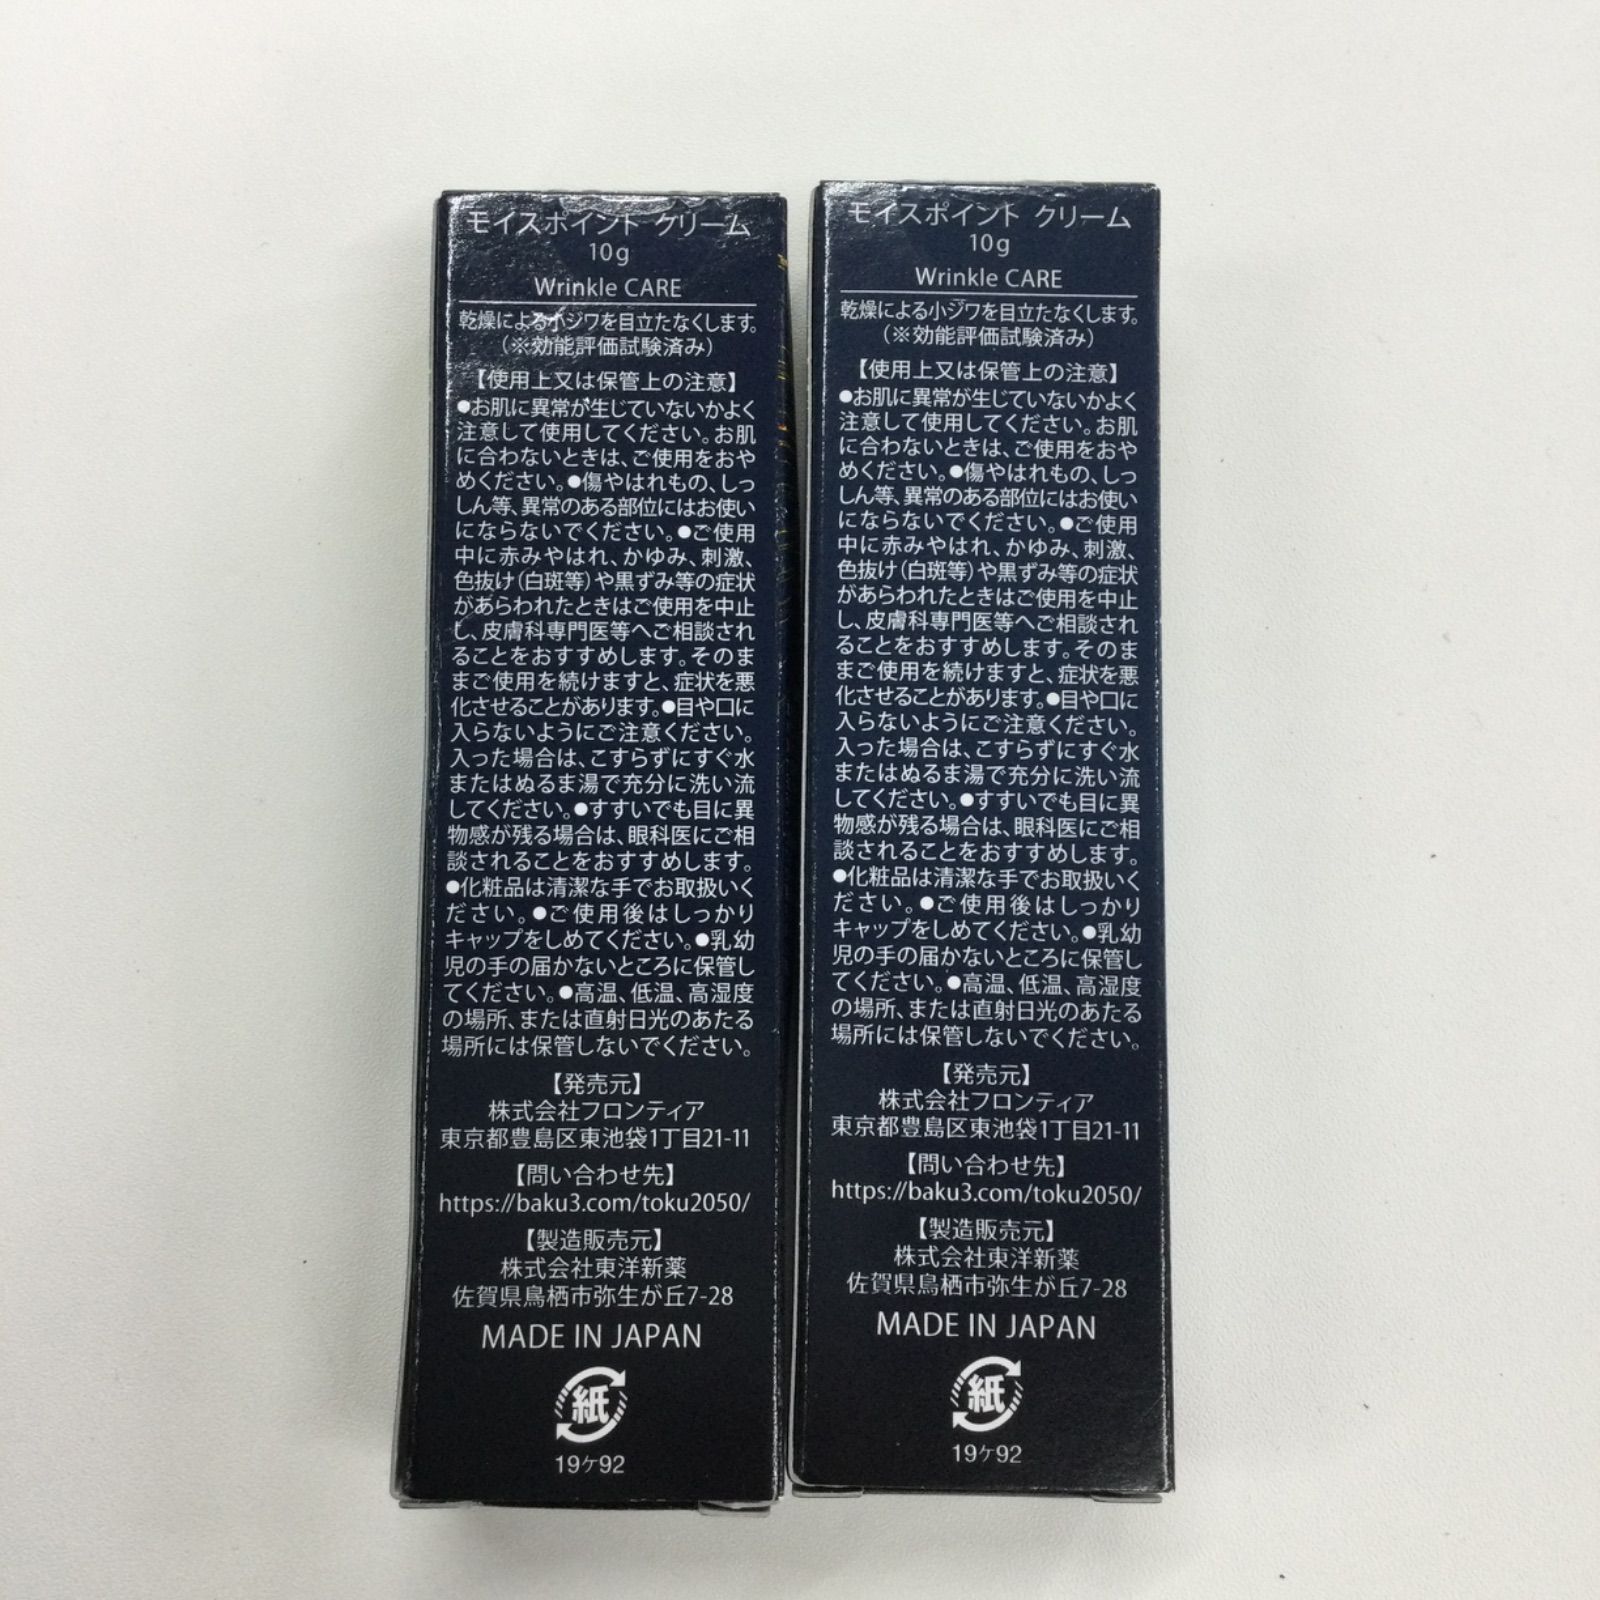 モイスポイント クリーム
10g
Wrinkle CARE
乾燥による小ジワを目立たなくします。
（※効能評価試験済み）
【使用上又は保管上の注意】
●お肌に異常が生じていないかよく
注意して使用してください。お肌
に合わないときは、ご使用をおや
めください。●傷やはれもの、しっ
しん等、異常のある部位にはお使い
にならないでください。●ご使用
中に赤みやはれ、かゆみ、刺激、
色抜け（白斑等）や黒ずみ等の症状
があらわれたときはご使用を中止
し、皮膚科専門医等へご相談され
ることをおすすめします。そのま
まご使用を続けますと、症状を悪
化させることがあります。●目や口に
入らないようにご注意ください。
入った場合は、こすらずにすぐ水
またはぬるま湯で充分に洗い流
してください。●すすいでも目に異
物感が残る場合は、眼科医にご相
談されることをおすすめします。
●化粧品は清潔な手でお取扱いく
ださい。●ご使用後はしっかり
キャップをしめてください。●乳幼
児の手の届かないところに保管し
てください。●高温、低温、高湿度
の場所、または直射日光のあたる
場所には保管しないでください。
【発売元】
株式会社フロンティア
東京都豊島区東池袋1丁目21-11
【問い合わせ先】
https://baku3.com/toku2050/
【製造販売元】
株式会社東洋新薬
佐賀県鳥栖市弥生が丘7-28
MADE IN JAPAN
紙
19ケ92
モイスポイント クリーム
10g
Wrinkle CARE
乾燥による小ジワを目立たなくします。
（※効能評価試験済み）
【使用上又は保管上の注意】
●お肌に異常が生じていないかよく
注意して使用してください。お肌
に合わないときは、ご使用をおや
めください。●傷やはれもの、しっ
しん等、異常のある部位にはお使い
にならないでください。●ご使用
中に赤みやはれ、かゆみ、刺激、
色抜け（白斑等）や黒ずみ等の症状
があらわれたときはご使用を中止
し、皮膚科専門医等へご相談され
ることをおすすめします。そのま
まご使用を続けますと、症状を悪
化させることがあります。●目や口に
入らないようにご注意ください。
入った場合は、こすらずにすぐ水
またはぬるま湯で充分に洗い流
してください。●すすいでも目に異
物感が残る場合は、眼科医にご相
談されることをおすすめします。
●化粧品は清潔な手でお取扱いく
ださい。●ご使用後はしっかり
キャップをしめてください。●乳幼
児の手の届かないところに保管し
てください。●高温、低温、高湿度
の場所、または直射日光のあたる
場所には保管しないでください。
【発売元】
株式会社フロンティア
東京都豊島区東池袋1丁目21-11
【問い合わせ先】
https://baku3.com/toku2050/
【製造販売元】
株式会社東洋新薬
佐賀県鳥栖市弥生が丘7-28
MADE IN JAPAN
紙
19ケ92